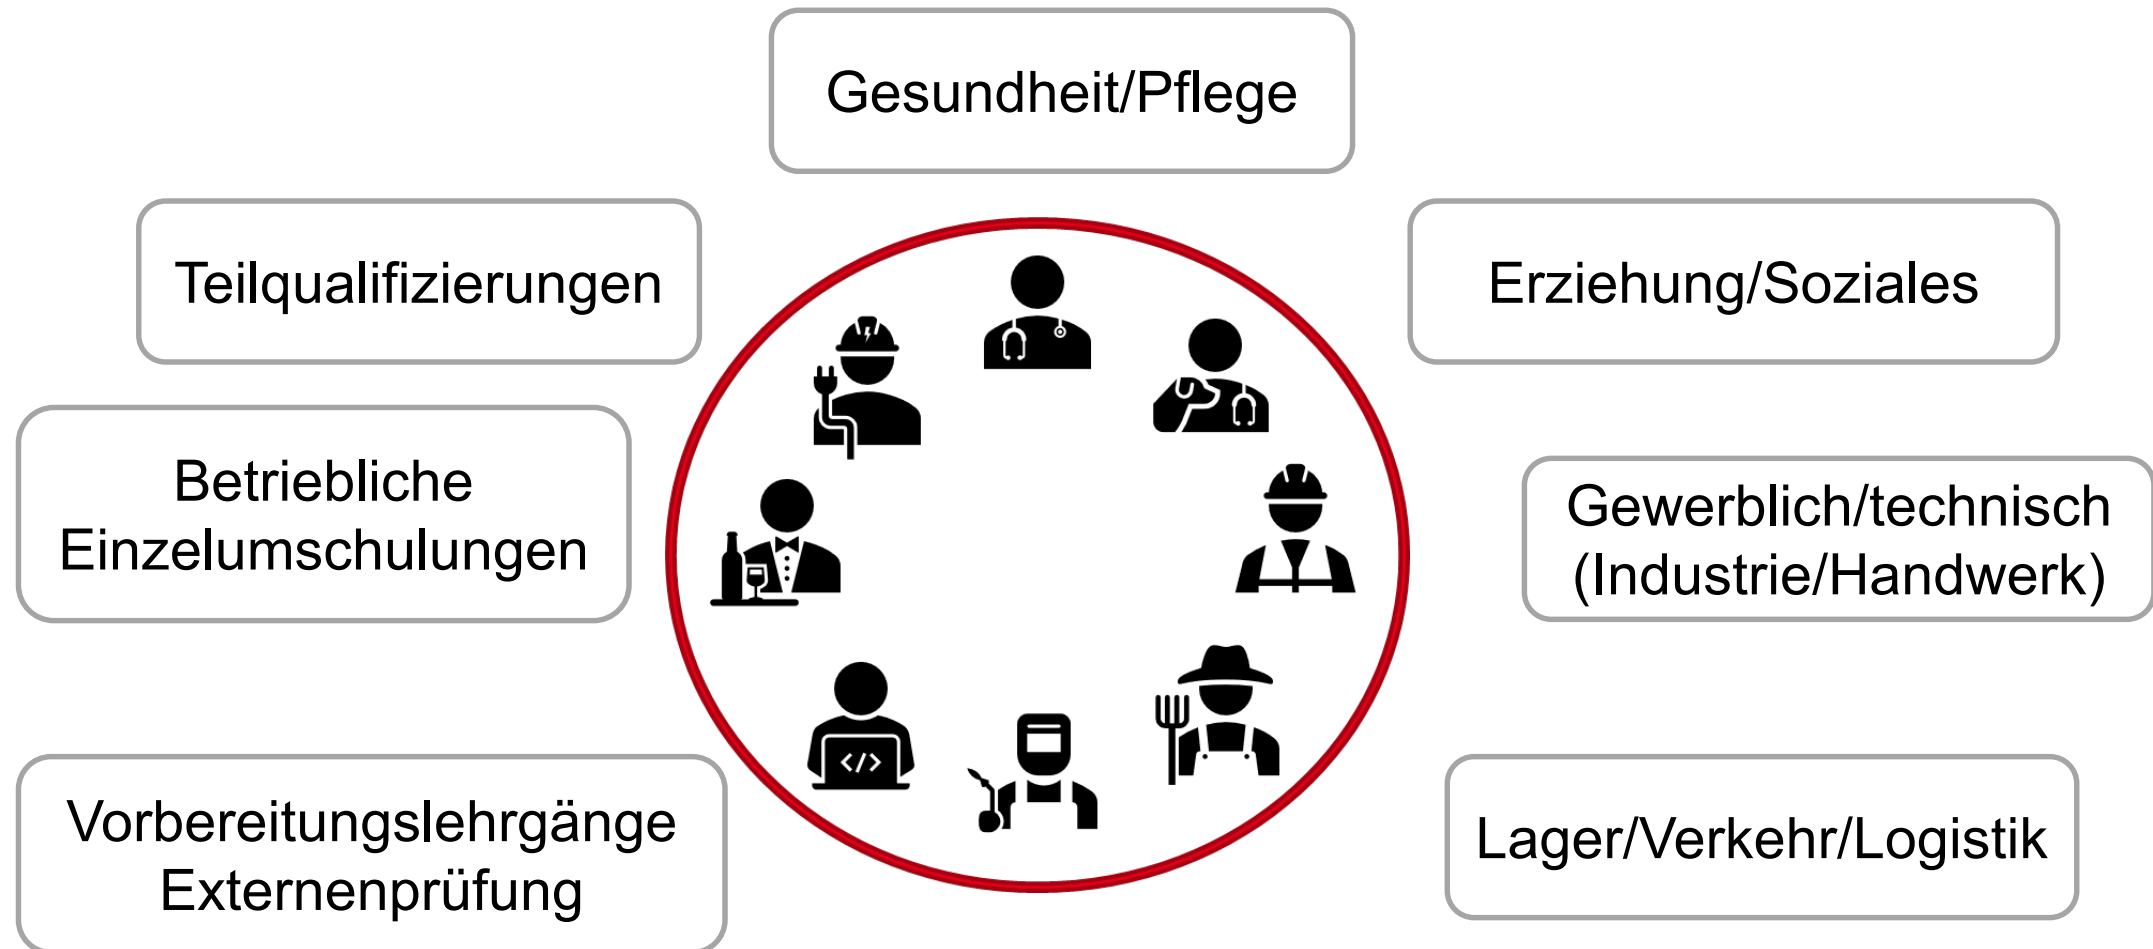 Gesundheit/Pflege
Teilqualifizierungen
Erziehung/Soziales
Betriebliche
Einzelumschulungen
Gewerblich/technisch
(Industrie/Handwerk)
</>
Vorbereitungslehrgänge
Externenprüfung
Lager/Verkehr/Logistik